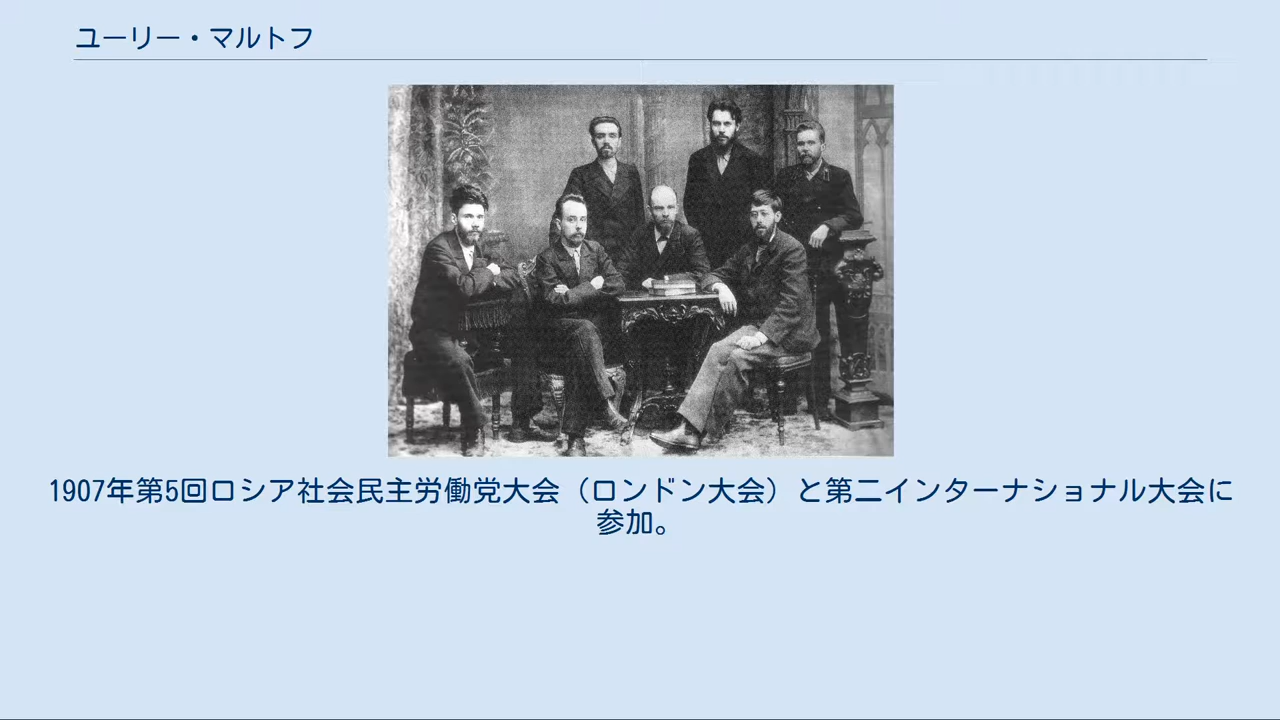 ユーリー・マルトフ
1907年第5回ロシア社会民主労働党大会（ロンドン大会）と第二インターナショナル大会に
参加。